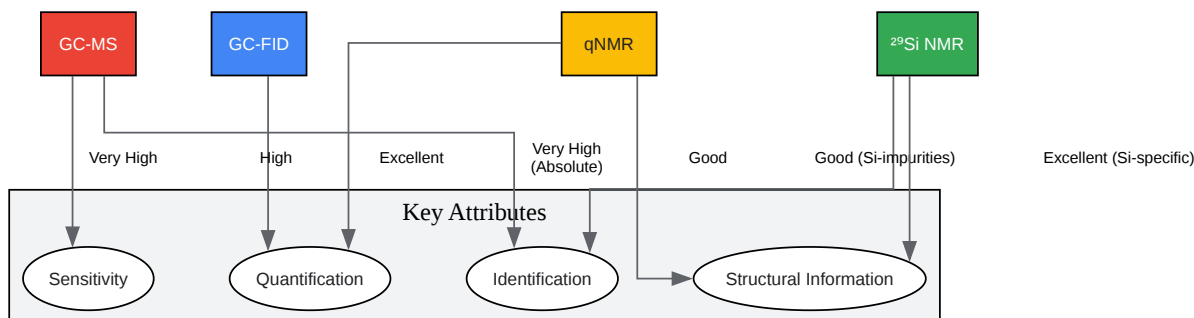 GC-MS
GC-FID
qNMR
²⁹Si NMR
Very High
High
Excellent
Very High
(Absolute)
Good
Good (Si-impurities)
Excellent (Si-specific)
Key Attributes
Sensitivity
Quantification
Identification
Structural Information